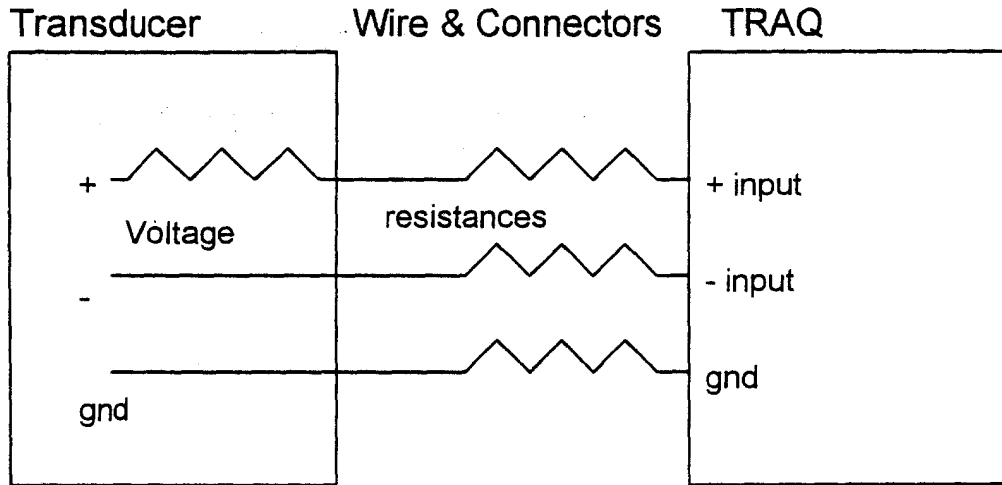 Transducer Wire & Connectors TRAQ
+ + input
Voltage resistances
- - input
gnd gnd